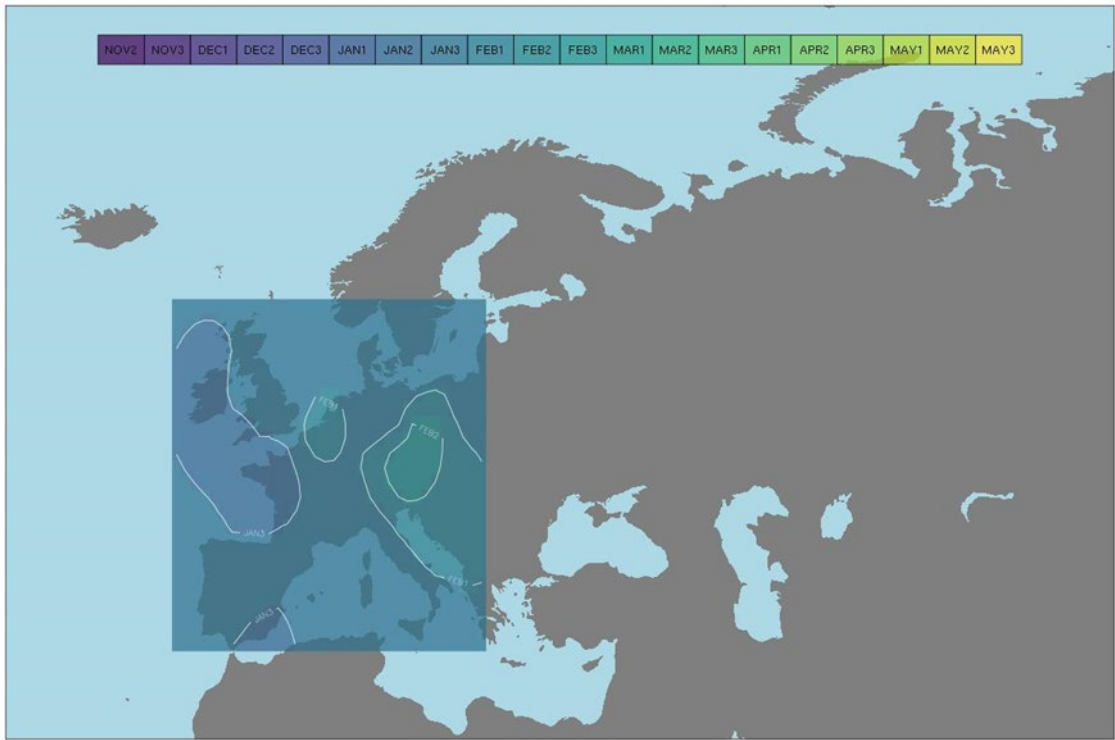 NOV2 NOV3 DEC1 DEC2 DEC3 JAN1 JAN2 JAN3 FEB1 FEB2 FEB3 MAR1 MAR2 MAR3 APR1 APR2 APR3 MAY1 MAY2 MAY3
FEB2
JAN3
FEB1
JAN3